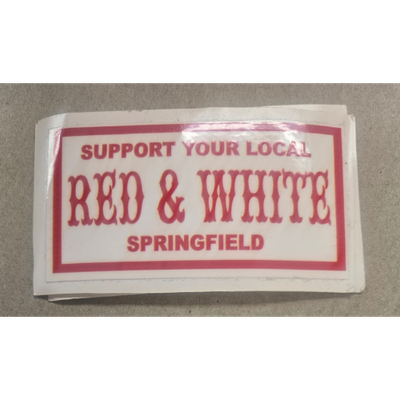 SUPPORT YOUR LOCAL
RED & WHITE
SPRINGFIELD